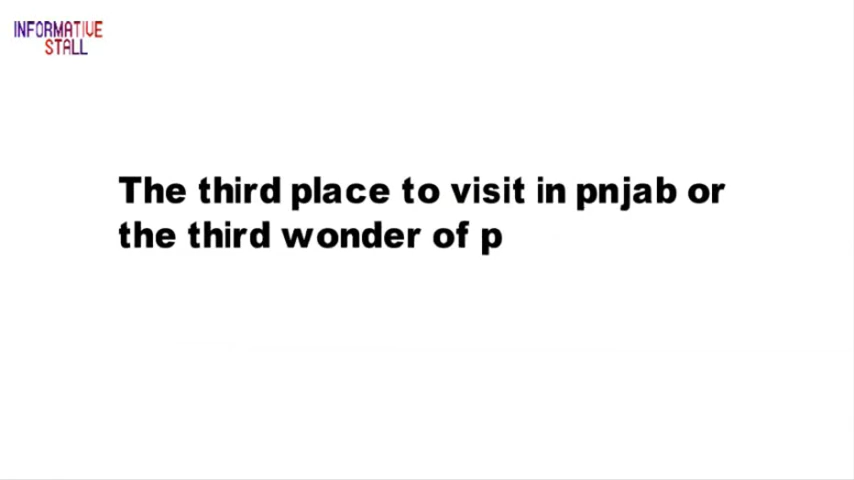 INFORMATIVE
STALL
The third place to visit in pnjab or
the third wonder of p